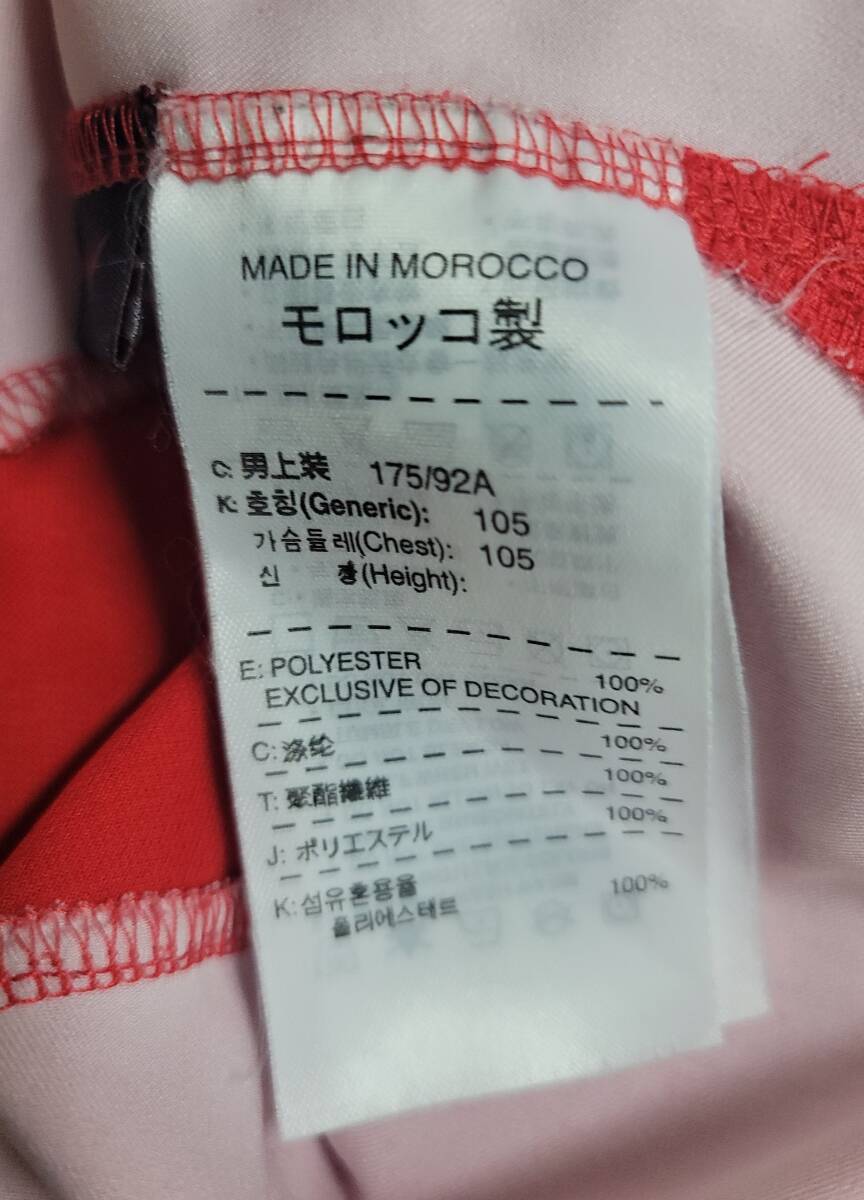 MADE IN MOROCCO
モロッコ製
C: 男上装 175/92A
K: 호칭(Generic): 105
가슴둘레(Chest): 105
신 장(Height):
E: POLYESTER 100%
EXCLUSIVE OF DECORATION
C: 涤纶 100%
T: 聚酯纖維 100%
J: ポリエステル 100%
K: 섬유혼용율
폴리에스테르 100%